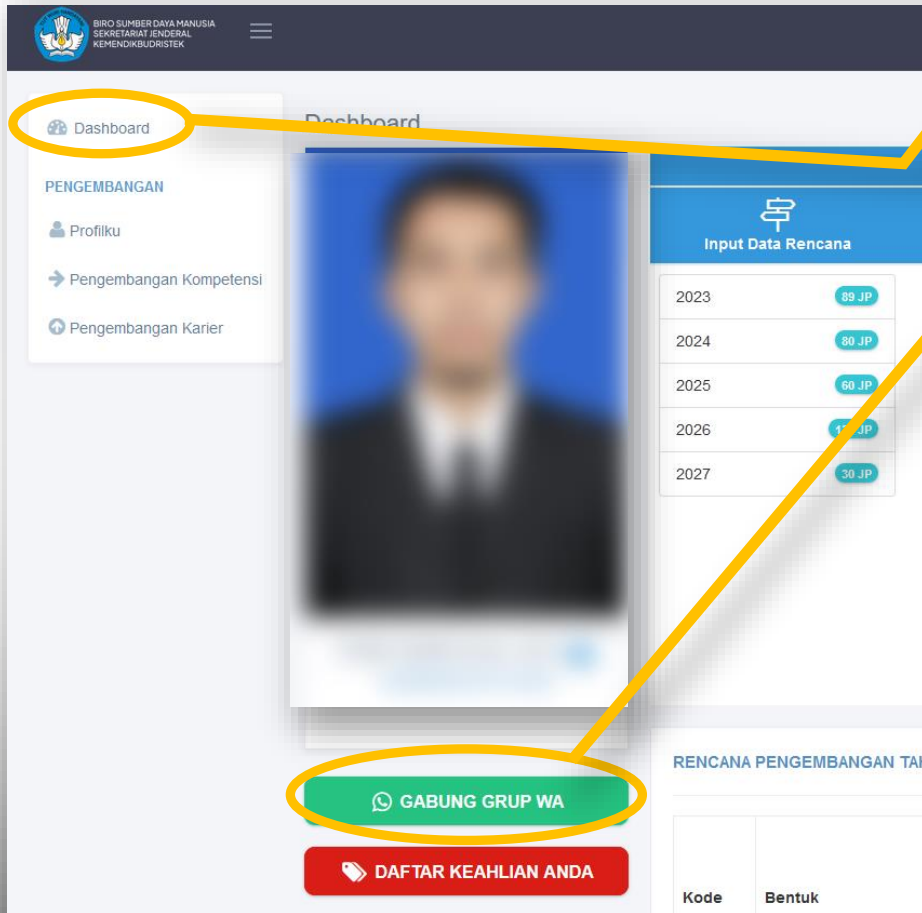 BIRO SUMBER DAYA MANUSIA
SEKRETARIAT JENDERAL
KEMENDIKBUDRISTEK
Dashboard
PENGEMBANGAN
Profilku
Pengembangan Kompetensi
Pengembangan Karier
Dashboard
GABUNG GRUP WA
DAFTAR KEAHLIAN ANDA
Input Data Rencana
2023 89 JP
2024 80 JP
2025 60 JP
2026 JP
2027 30 JP
RENCANA PENGEMBANGAN
Kode Bentuk